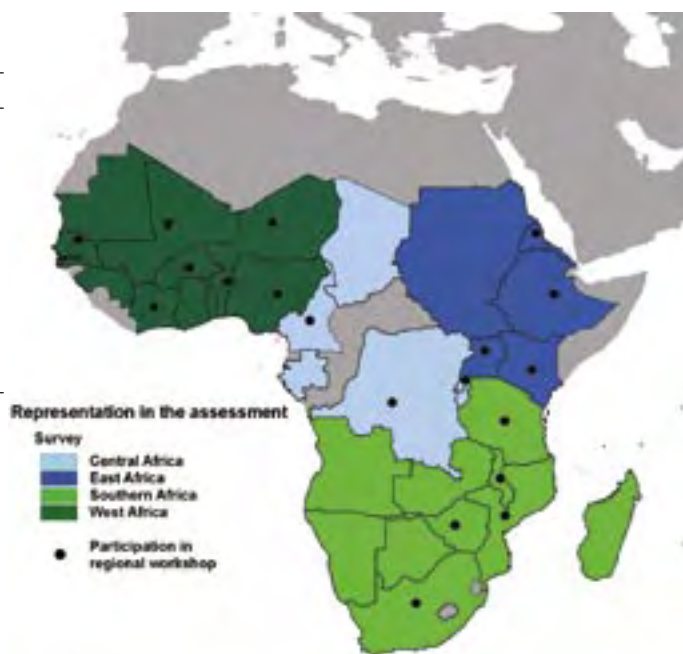 Representation in the assessment
Survey
Central Africa
East Africa
Southern Africa
West Africa
Participation in
regional workshop